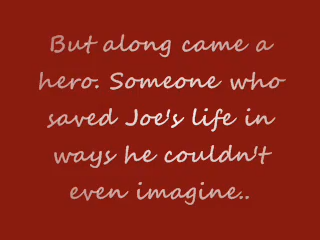 But along came a
hero. Someone who
saved Joe's life in
ways he couldn't
even imagine..